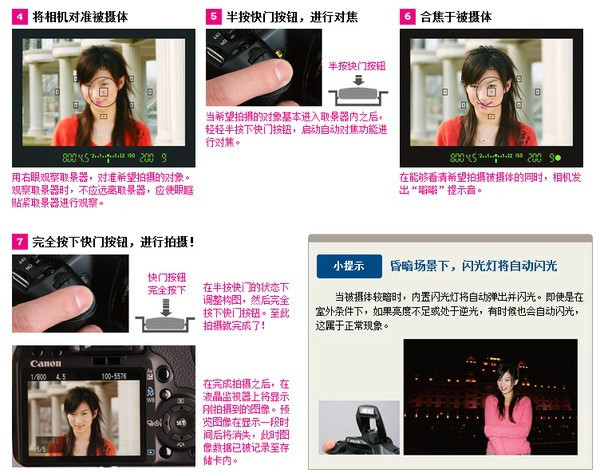 4 将相机对准被摄体
800 4.5 -2..1..▼..1..+2 ISO 200 9
用右眼观察取景器，对准希望拍摄的对象。
观察取景器时，不应远离取景器，应使眼眶
贴紧取景器进行观察。
5 半按快门按钮，进行对焦
半按快门按钮
当希望拍摄的对象基本进入取景器内之后，
轻轻半按下快门按钮，启动自动对焦功能进
行对焦。
6 合焦于被摄体
800 4.5 -2..1..▼..1..+2 ISO 200 9
在能够看清希望拍摄被摄体的同时，相机发
出“嘀嘀”提示音。
7 完全按下快门按钮，进行拍摄！
快门按钮
完全按下
在半按快门的状态下
调整构图，然后完全
按下快门按钮。至此
拍摄就完成了！
Canon
1/800 4.5 100-5576
5/5
在完成拍摄之后，在
液晶监视器上将显示
刚拍摄到的图像。预
览图像在显示一段时
间后将消失，此时图
像数据已被记录至存
储卡内。
小提示 昏暗场景下，闪光灯将自动闪光
当被摄体较暗时，内置闪光灯将自动弹出并闪光。即使是在
室外条件下，如果亮度不足或处于逆光，有时候也会自动闪光，
这属于正常现象。